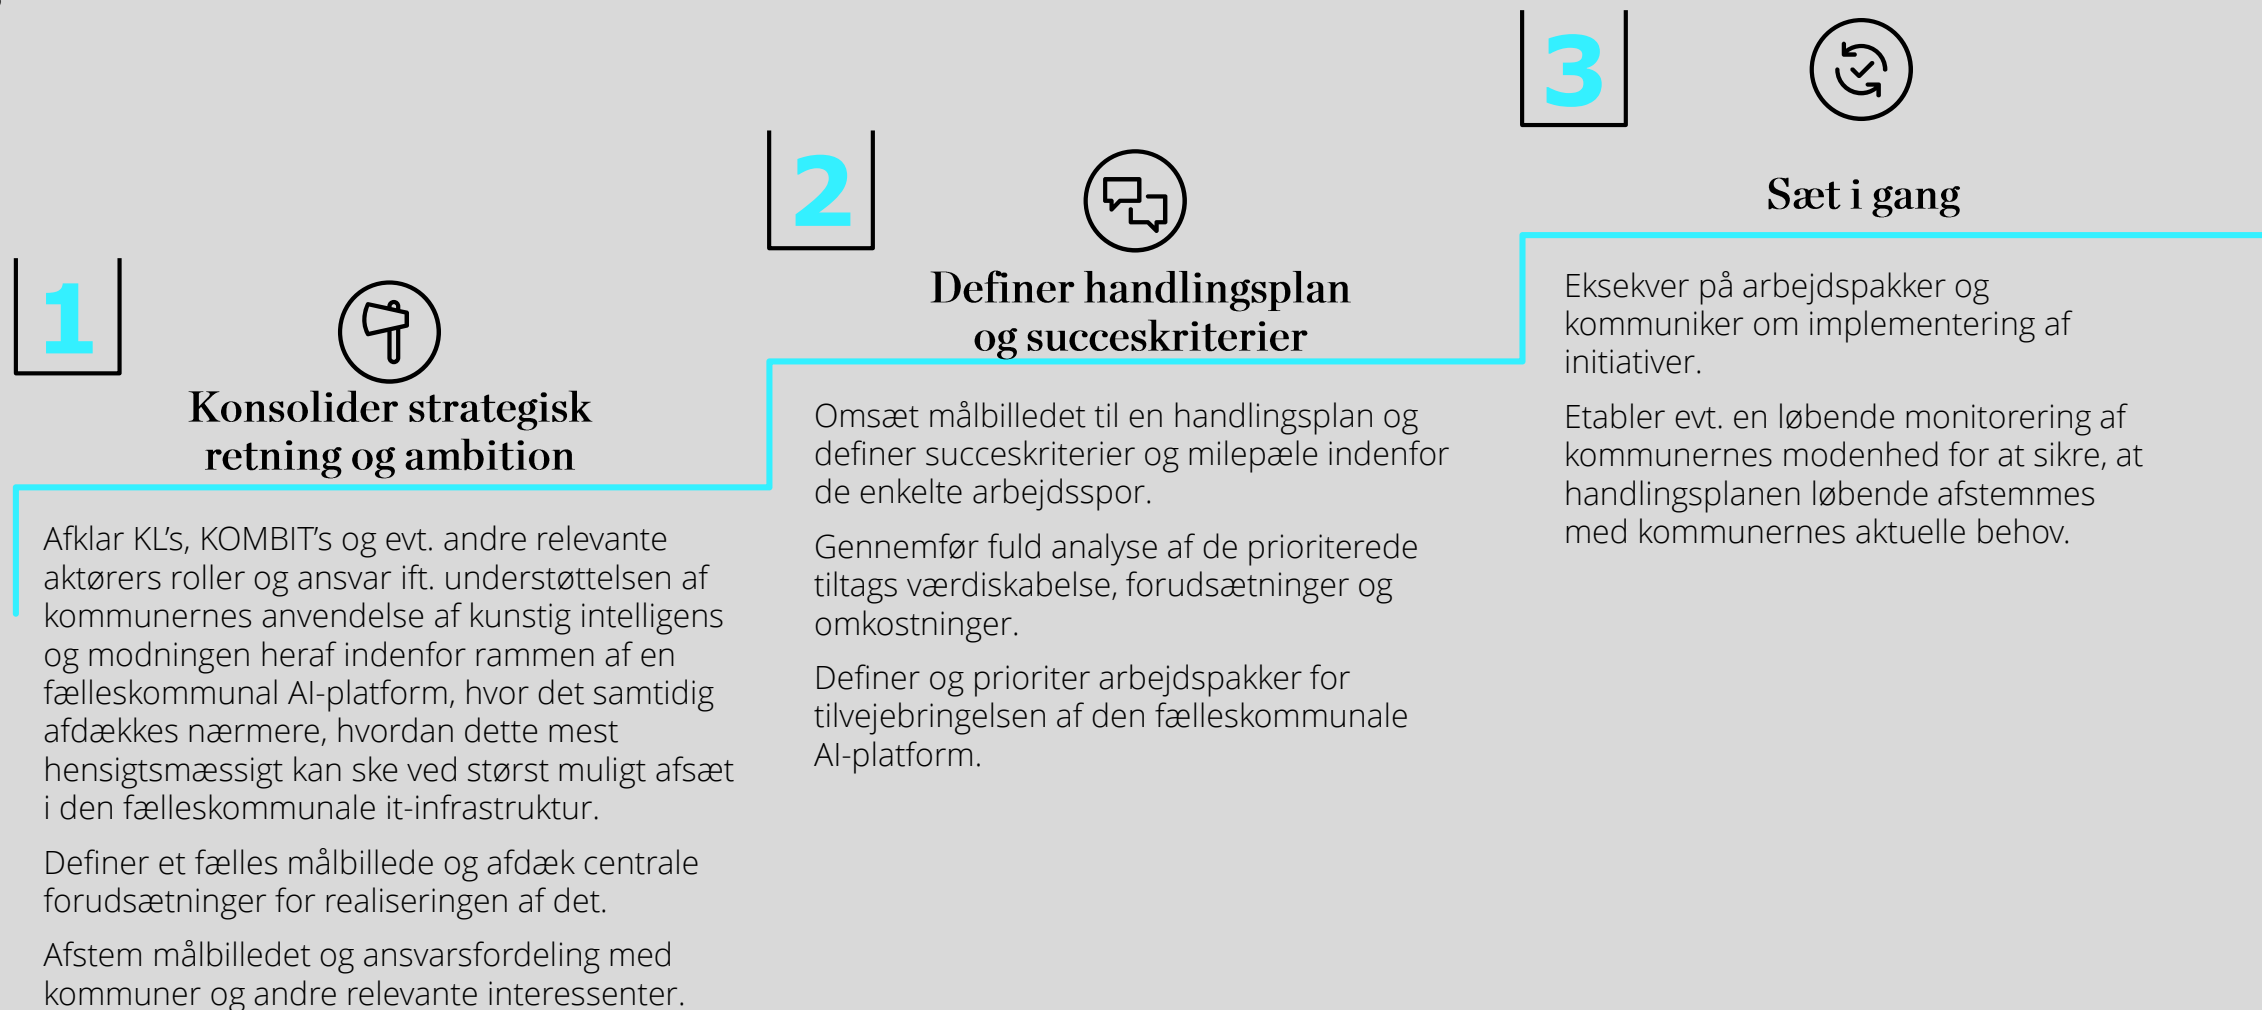 1
Konsolider strategisk
retning og ambition
Afklar KL's, KOMBIT's og evt. andre relevante
aktørers roller og ansvar ift. understøttelsen af
kommunernes anvendelse af kunstig intelligens
og modningen heraf indenfor rammen af en
fælleskommunal AI-platform, hvor det samtidig
afdækkes nærmere, hvordan dette mest
hensigtsmæssigt kan ske ved størst muligt afsæt
i den fælleskommunale it-infrastruktur.
Definer et fælles målbillede og afdæk centrale
forudsætninger for realiseringen af det.
Afstem målbilledet og ansvarsfordeling med
kommuner og andre relevante interessenter.
2
Definer handlingsplan
og succeskriterier
Omsæt målbilledet til en handlingsplan og
definer succeskriterier og milepæle indenfor
de enkelte arbejdsspor.
Gennemfør fuld analyse af de prioriterede
tiltags værdiskabelse, forudsætninger og
omkostninger.
Definer og prioriter arbejdspakker for
tilvejebringelsen af den fælleskommunale
AI-platform.
3
Sæt i gang
Eksekver på arbejdspakker og
kommuniker om implementering af
initiativer.
Etabler evt. en løbende monitorering af
kommunernes modenhed for at sikre, at
handlingsplanen løbende afstemmes
med kommunernes aktuelle behov.